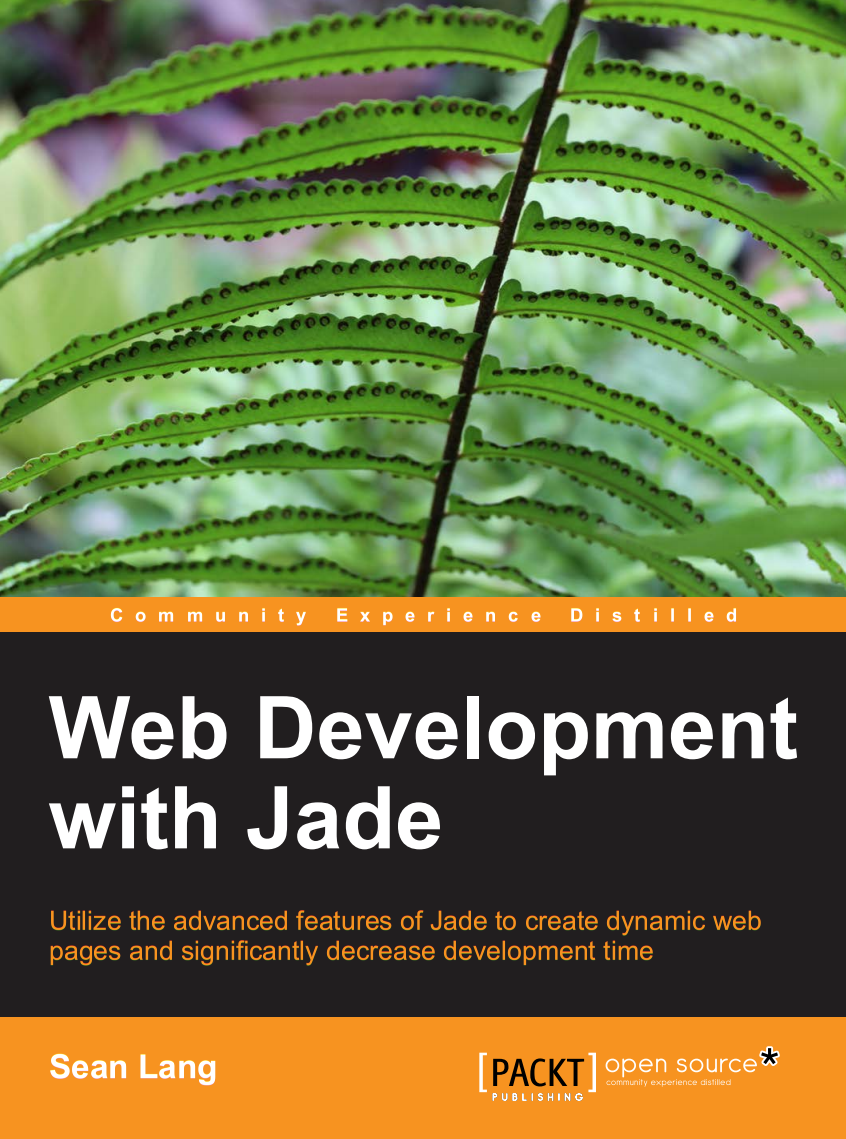 Community Experience Distilled
Web Development
with Jade
Utilize the advanced features of Jade to create dynamic web
pages and significantly decrease development time
Sean Lang
[PACKT] open source*
PUBLISHING community experience distilled